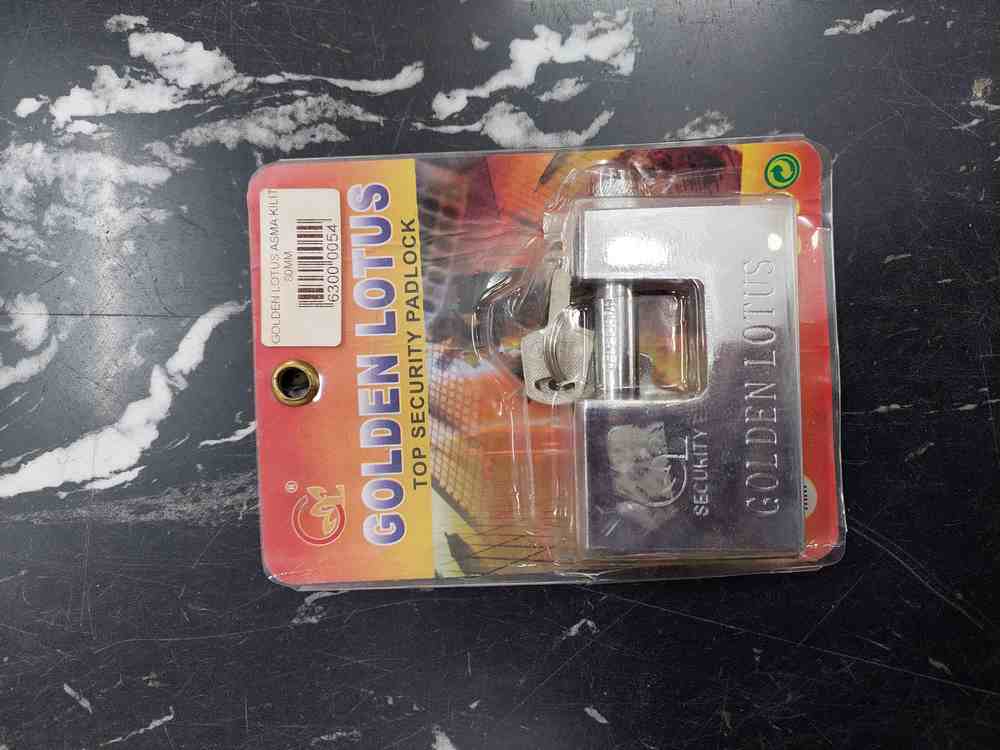 GOLDEN LOTUS ASMA KİLİT
50MM
6300 0054
GOLDEN LOTUS
TOP SECURITY PADLOCK
®
SECURITY
GOLDEN LOTUS